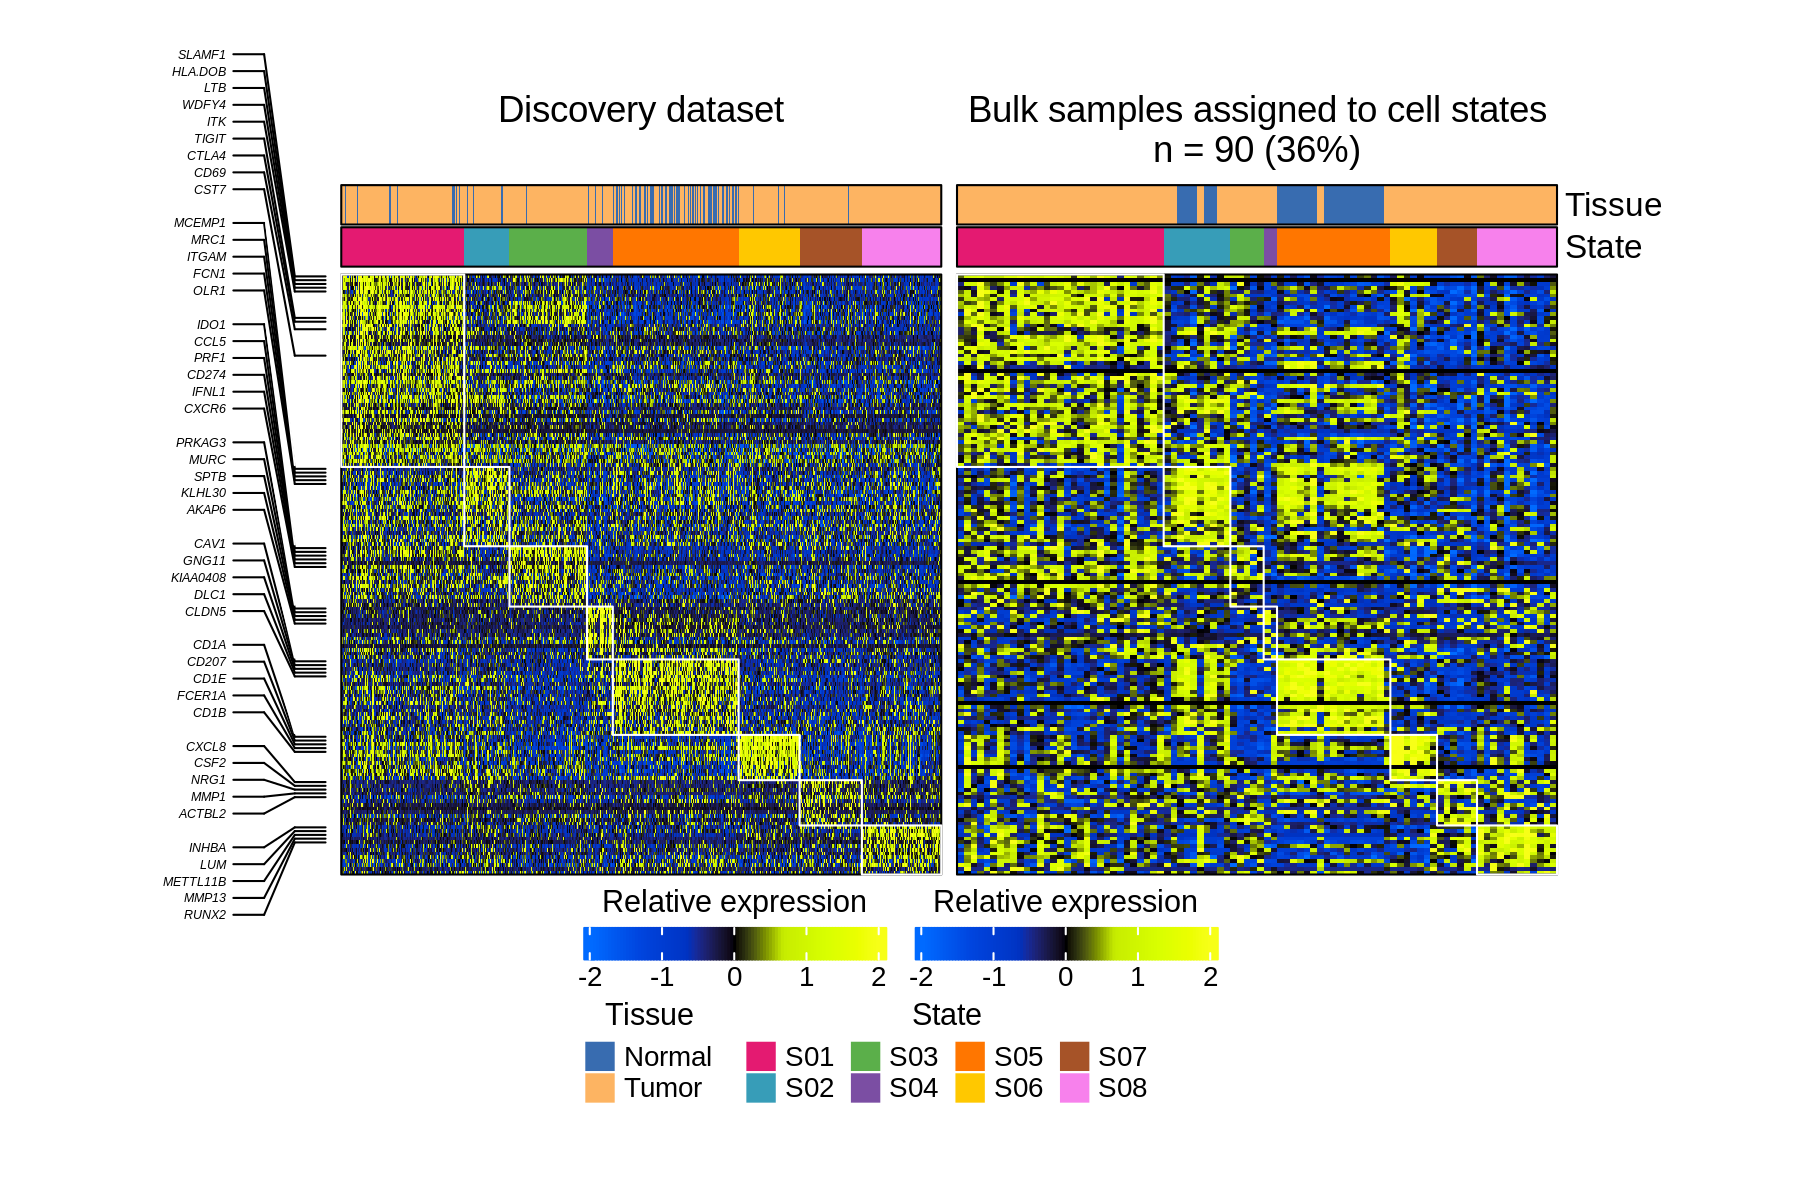 SLAMF1
HLA.DOB
LTB
WDFY4
ITK
TIGIT
CTLA4
CD69
CST7
MCEMP1
MRC1
ITGAM
FCN1
OLR1
IDO1
CCL5
PRF1
CD274
IFNL1
CXCR6
PRKAG3
MURC
SPTB
KLHL30
AKAP6
CAV1
GNG11
KIAA0408
DLC1
CLDN5
CD1A
CD207
CD1E
FCER1A
CD1B
CXCL8
CSF2
NRG1
MMP1
ACTBL2
INHBA
LUM
METTL11B
MMP13
RUNX2
Discovery dataset
Bulk samples assigned to cell states
n = 90 (36%)
Tissue
State
Relative expression
-2 -1 0 1 2
Relative expression
-2 -1 0 1 2
Tissue
Normal
Tumor
State
S01 S03 S05 S07
S02 S04 S06 S08